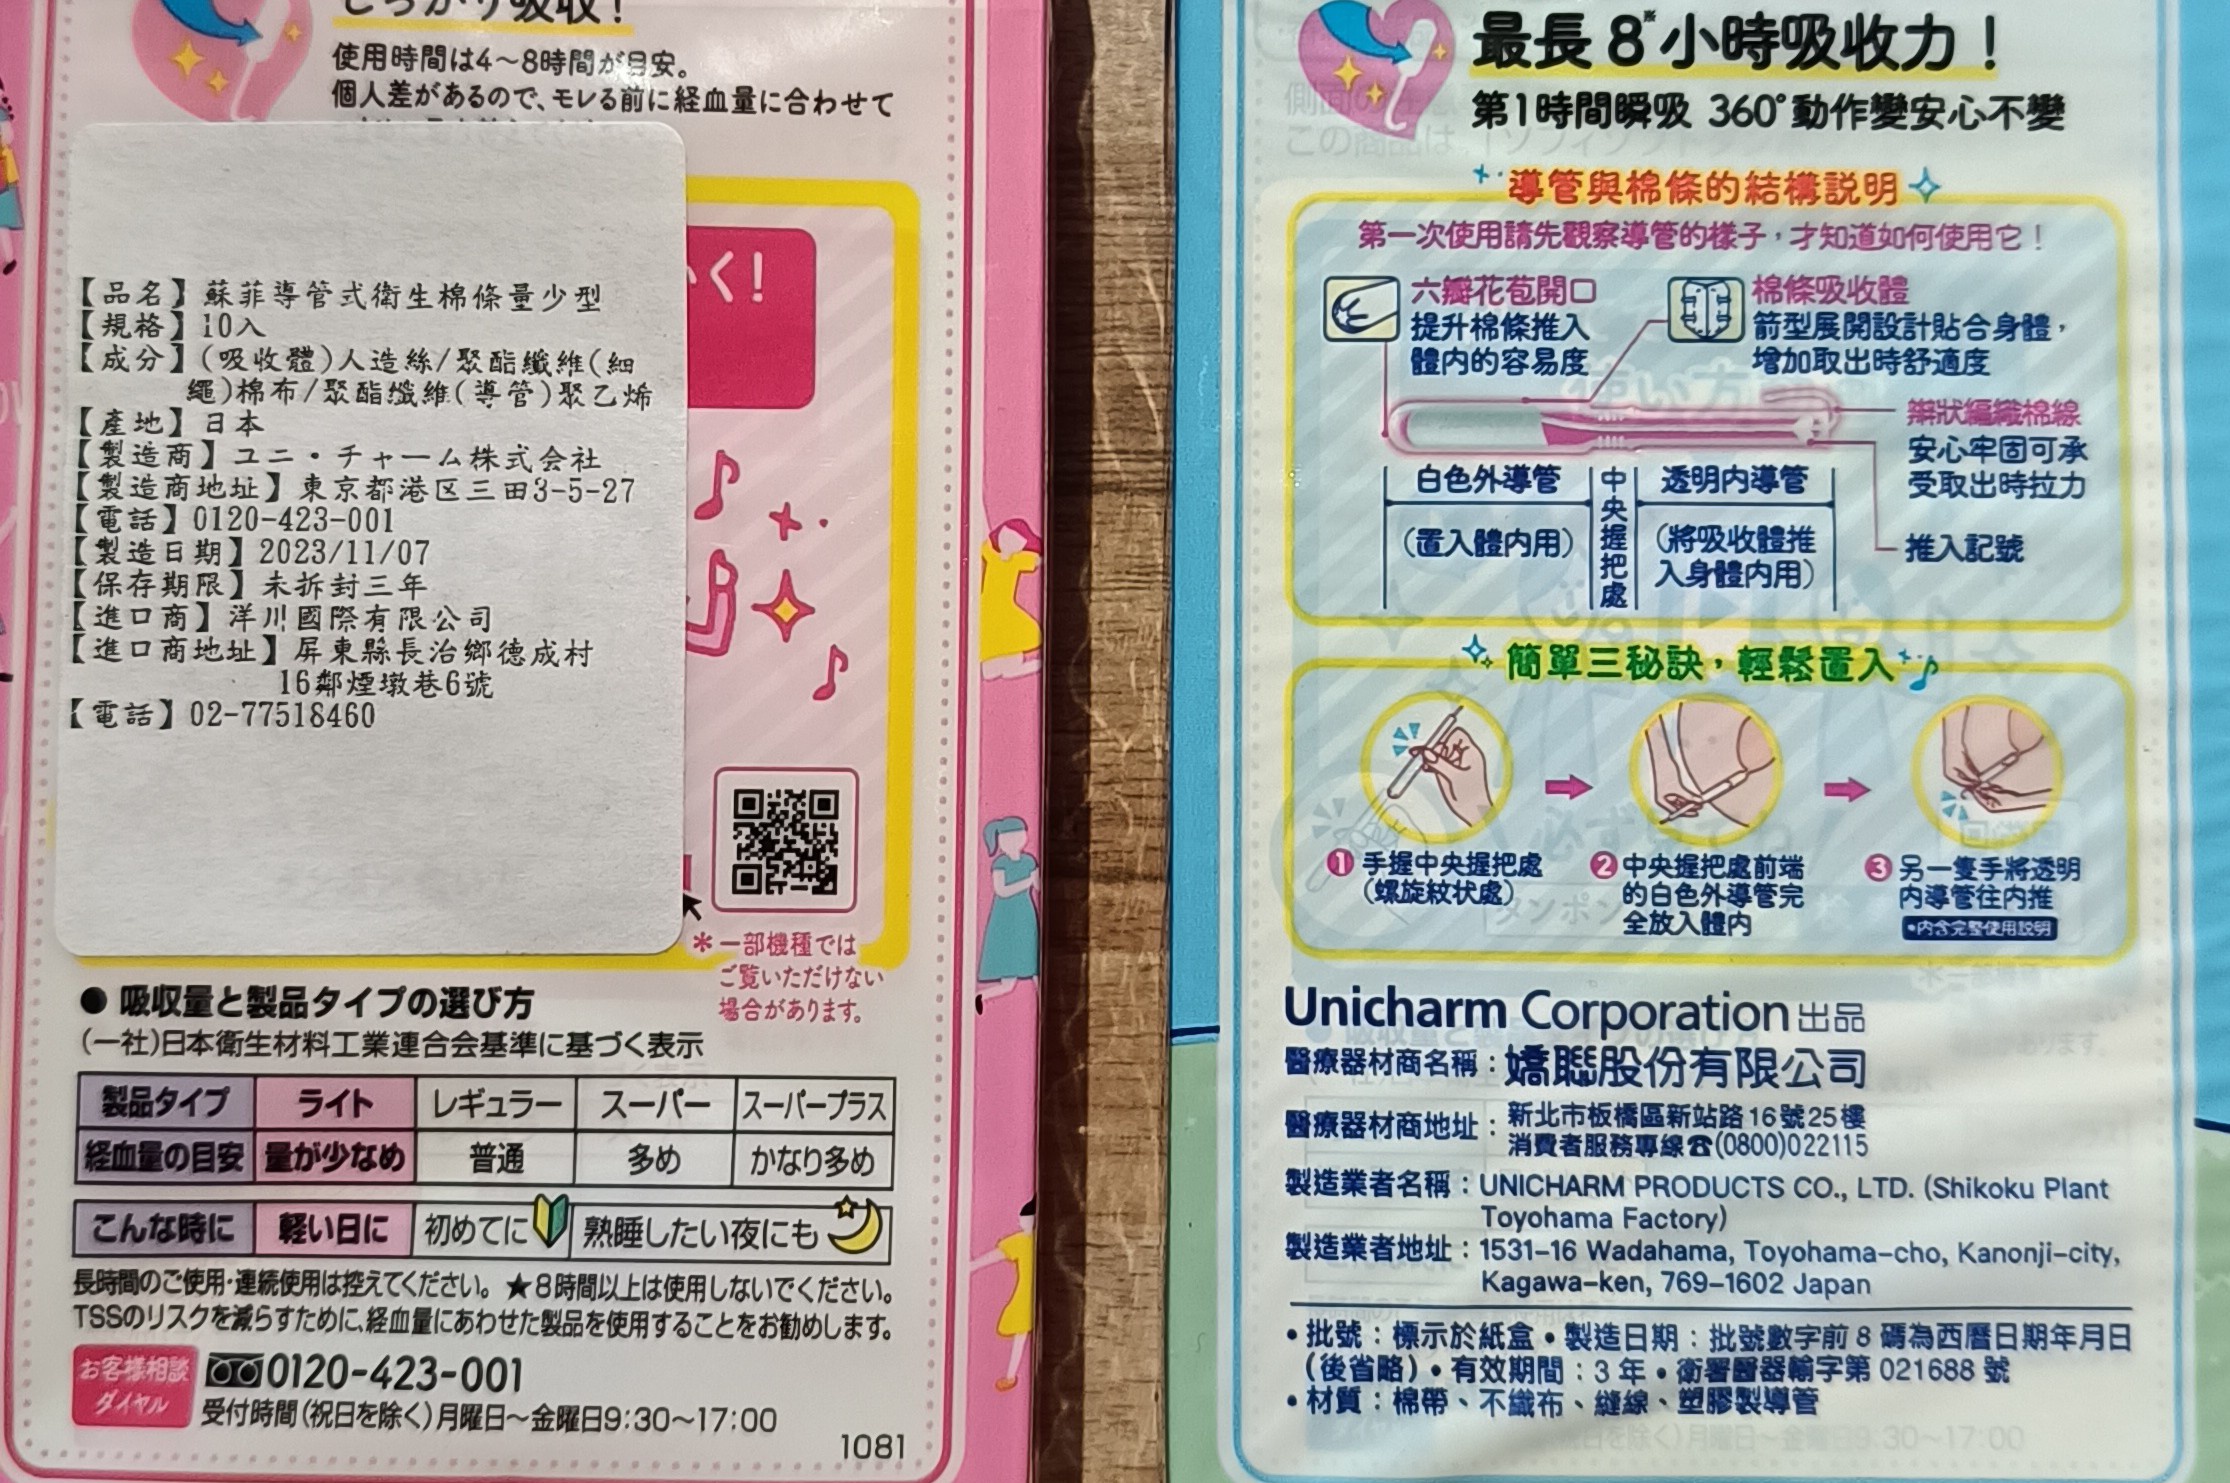 しっかり吸収！
使用時間は4～8時間が目安。
個人差があるので、モレる前に経血量に合わせて
く！
【品名】蘇菲導管式衛生棉條量少型
【規格】10入
【成分】(吸收體)人造絲/聚酯纖維(細
繩)棉布/聚酯纖維(導管)聚乙烯
【產地】日本
【製造商】ユニ・チャーム株式会社
【製造商地址】東京都港区三田3-5-27
【電話】0120-423-001
【製造日期】2023/11/07
【保存期限】未拆封三年
【進口商】洋川國際有限公司
【進口商地址】屏東縣長治鄉德成村
16鄰煙墩巷6號
【電話】02-77518460
＊一部機種では
ご覧いただけない
場合があります。
●吸収量と製品タイプの選び方
(一社)日本衛生材料工業連合会基準に基づく表示
製品タイプ ライト レギュラー スーパー スーパープラス
経血量の目安 量が少なめ 普通 多め かなり多め
こんな時に 軽い日に 初めてに 熟睡したい夜にも
長時間のご使用・連続使用は控えてください。★8時間以上は使用しないでください。
TSSのリスクを減らすために、経血量にあわせた製品を使用することをお勧めします。
お客様相談
ダイヤル
0120-423-001
受付時間(祝日を除く)月曜日～金曜日9:30～17:00
1081
最長8※小時吸收力！
第1時間瞬吸 360°動作變安心不變
導管與棉條的結構説明
第一次使用請先觀察導管的樣子，才知道如何使用它！
六瓣花苞開口
提升棉條推入
體內的容易度
棉條吸收體
箭型展開設計貼合身體，
增加取出時舒適度
辮狀編織棉線
安心牢固可承
受取出時拉力
推入記號
白色外導管
(置入體內用)
中央握把處
透明內導管
(將吸收體推
入身體內用)
簡單三秘訣，輕鬆置入
1 手握中央握把處
(螺旋紋状處)
2 中央握把處前端
的白色外導管完
全放入體內
3 另一隻手將透明
內導管往內推
•內含完整使用説明
Unicharm Corporation 出品
醫療器材商名稱：嬌聯股份有限公司
醫療器材商地址：新北市板橋區新站路16號25樓
消費者服務專線☎(0800)022115
製造業者名稱：UNICHARM PRODUCTS CO., LTD. (Shikoku Plant
Toyohama Factory)
製造業者地址：1531-16 Wadahama, Toyohama-cho, Kanonji-city,
Kagawa-ken, 769-1602 Japan
•批號：標示於紙盒•製造日期：批號數字前8碼為西曆日期年月日
(後省略)•有效期間：3年•衛署醫器輸字第021688號
•材質：棉帶、不織布、縫線、塑膠製導管